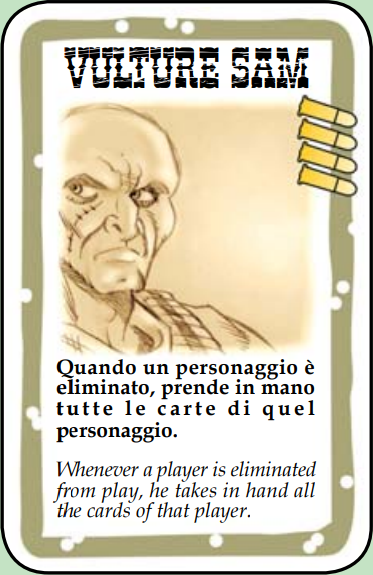 VULTURE SAM
Quando un personaggio è
eliminato, prende in mano
tutte le carte di quel
personaggio.
Whenever a player is eliminated
from play, he takes in hand all
the cards of that player.